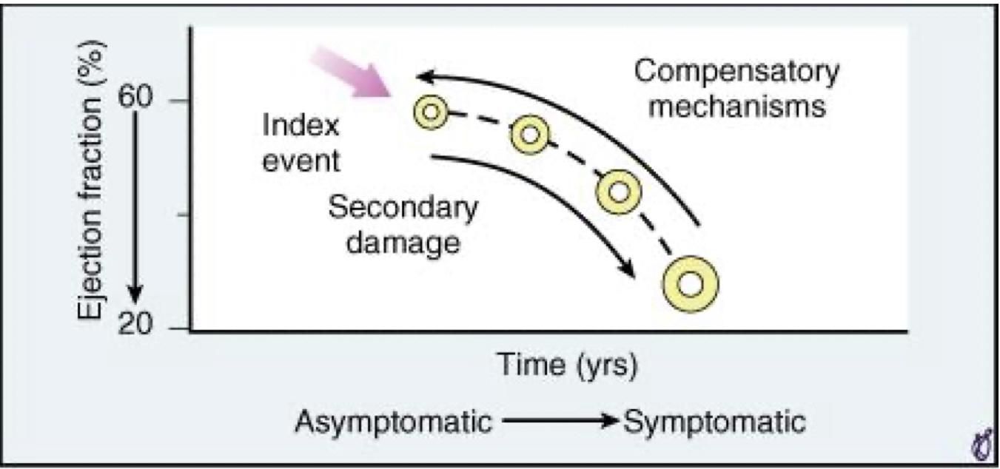 Ejection fraction (%)
60
20
Index
event
Secondary
damage
Compensatory
mechanisms
Time (yrs)
Asymptomatic
Symptomatic